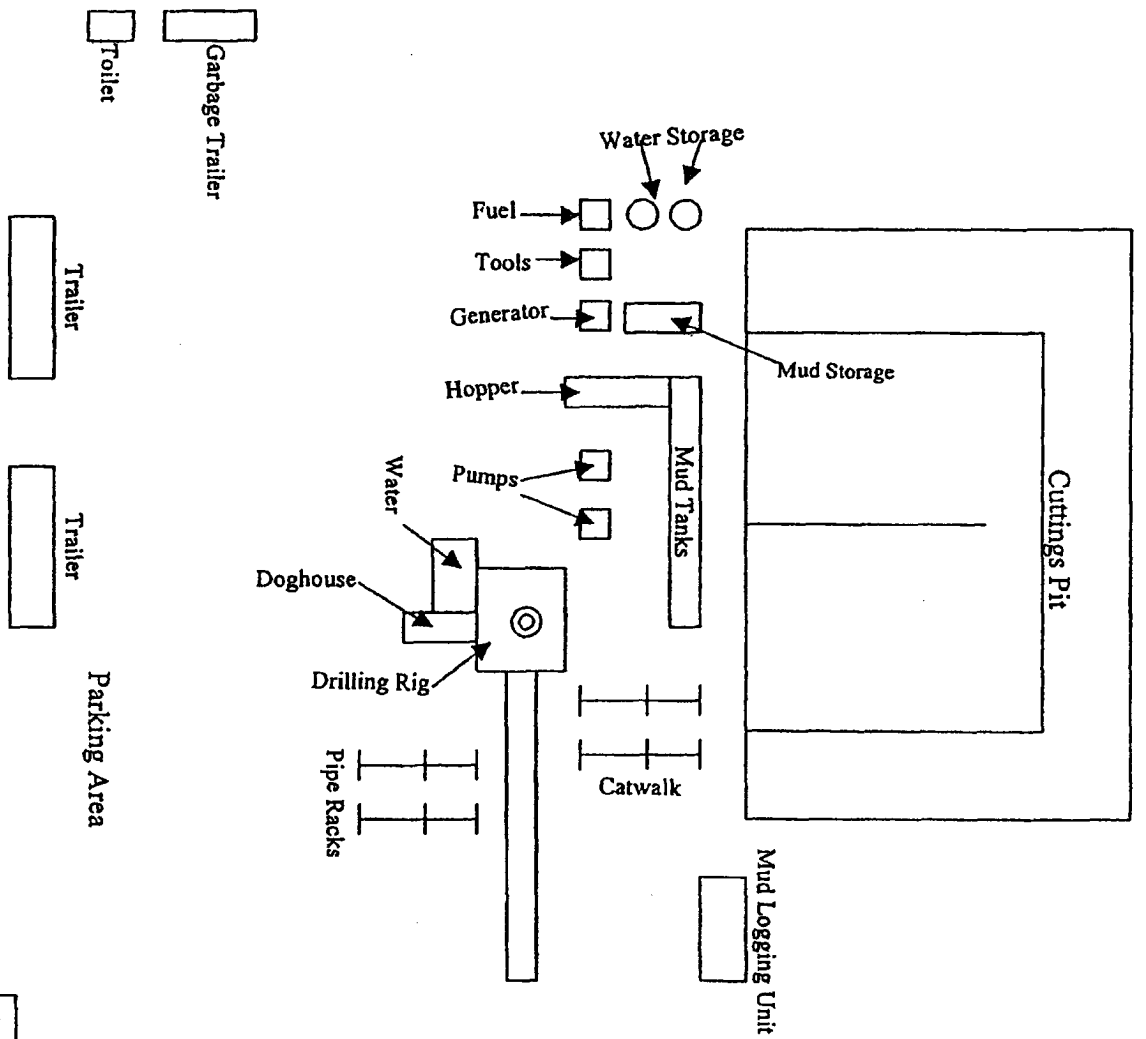 Toilet
Garbage Trailer
Water Storage
Fuel
Tools
Generator
Mud Storage
Hopper
Trailer
Trailer
Water
Pumps
Mud Tanks
Cuttings Pit
Doghouse
Drilling Rig
Parking Area
Pipe Racks
Catwalk
Mud Logging Unit